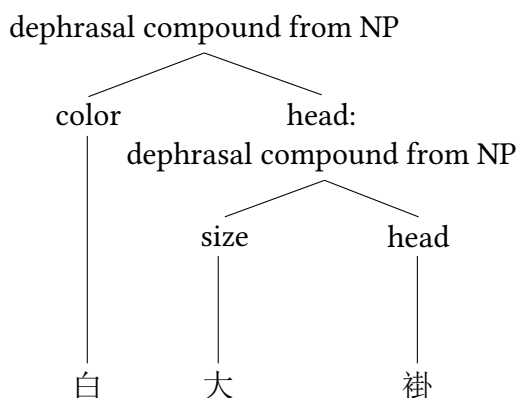 dephrasal compound from NP
color head:
dephrasal compound from NP
size head
白 大 褂